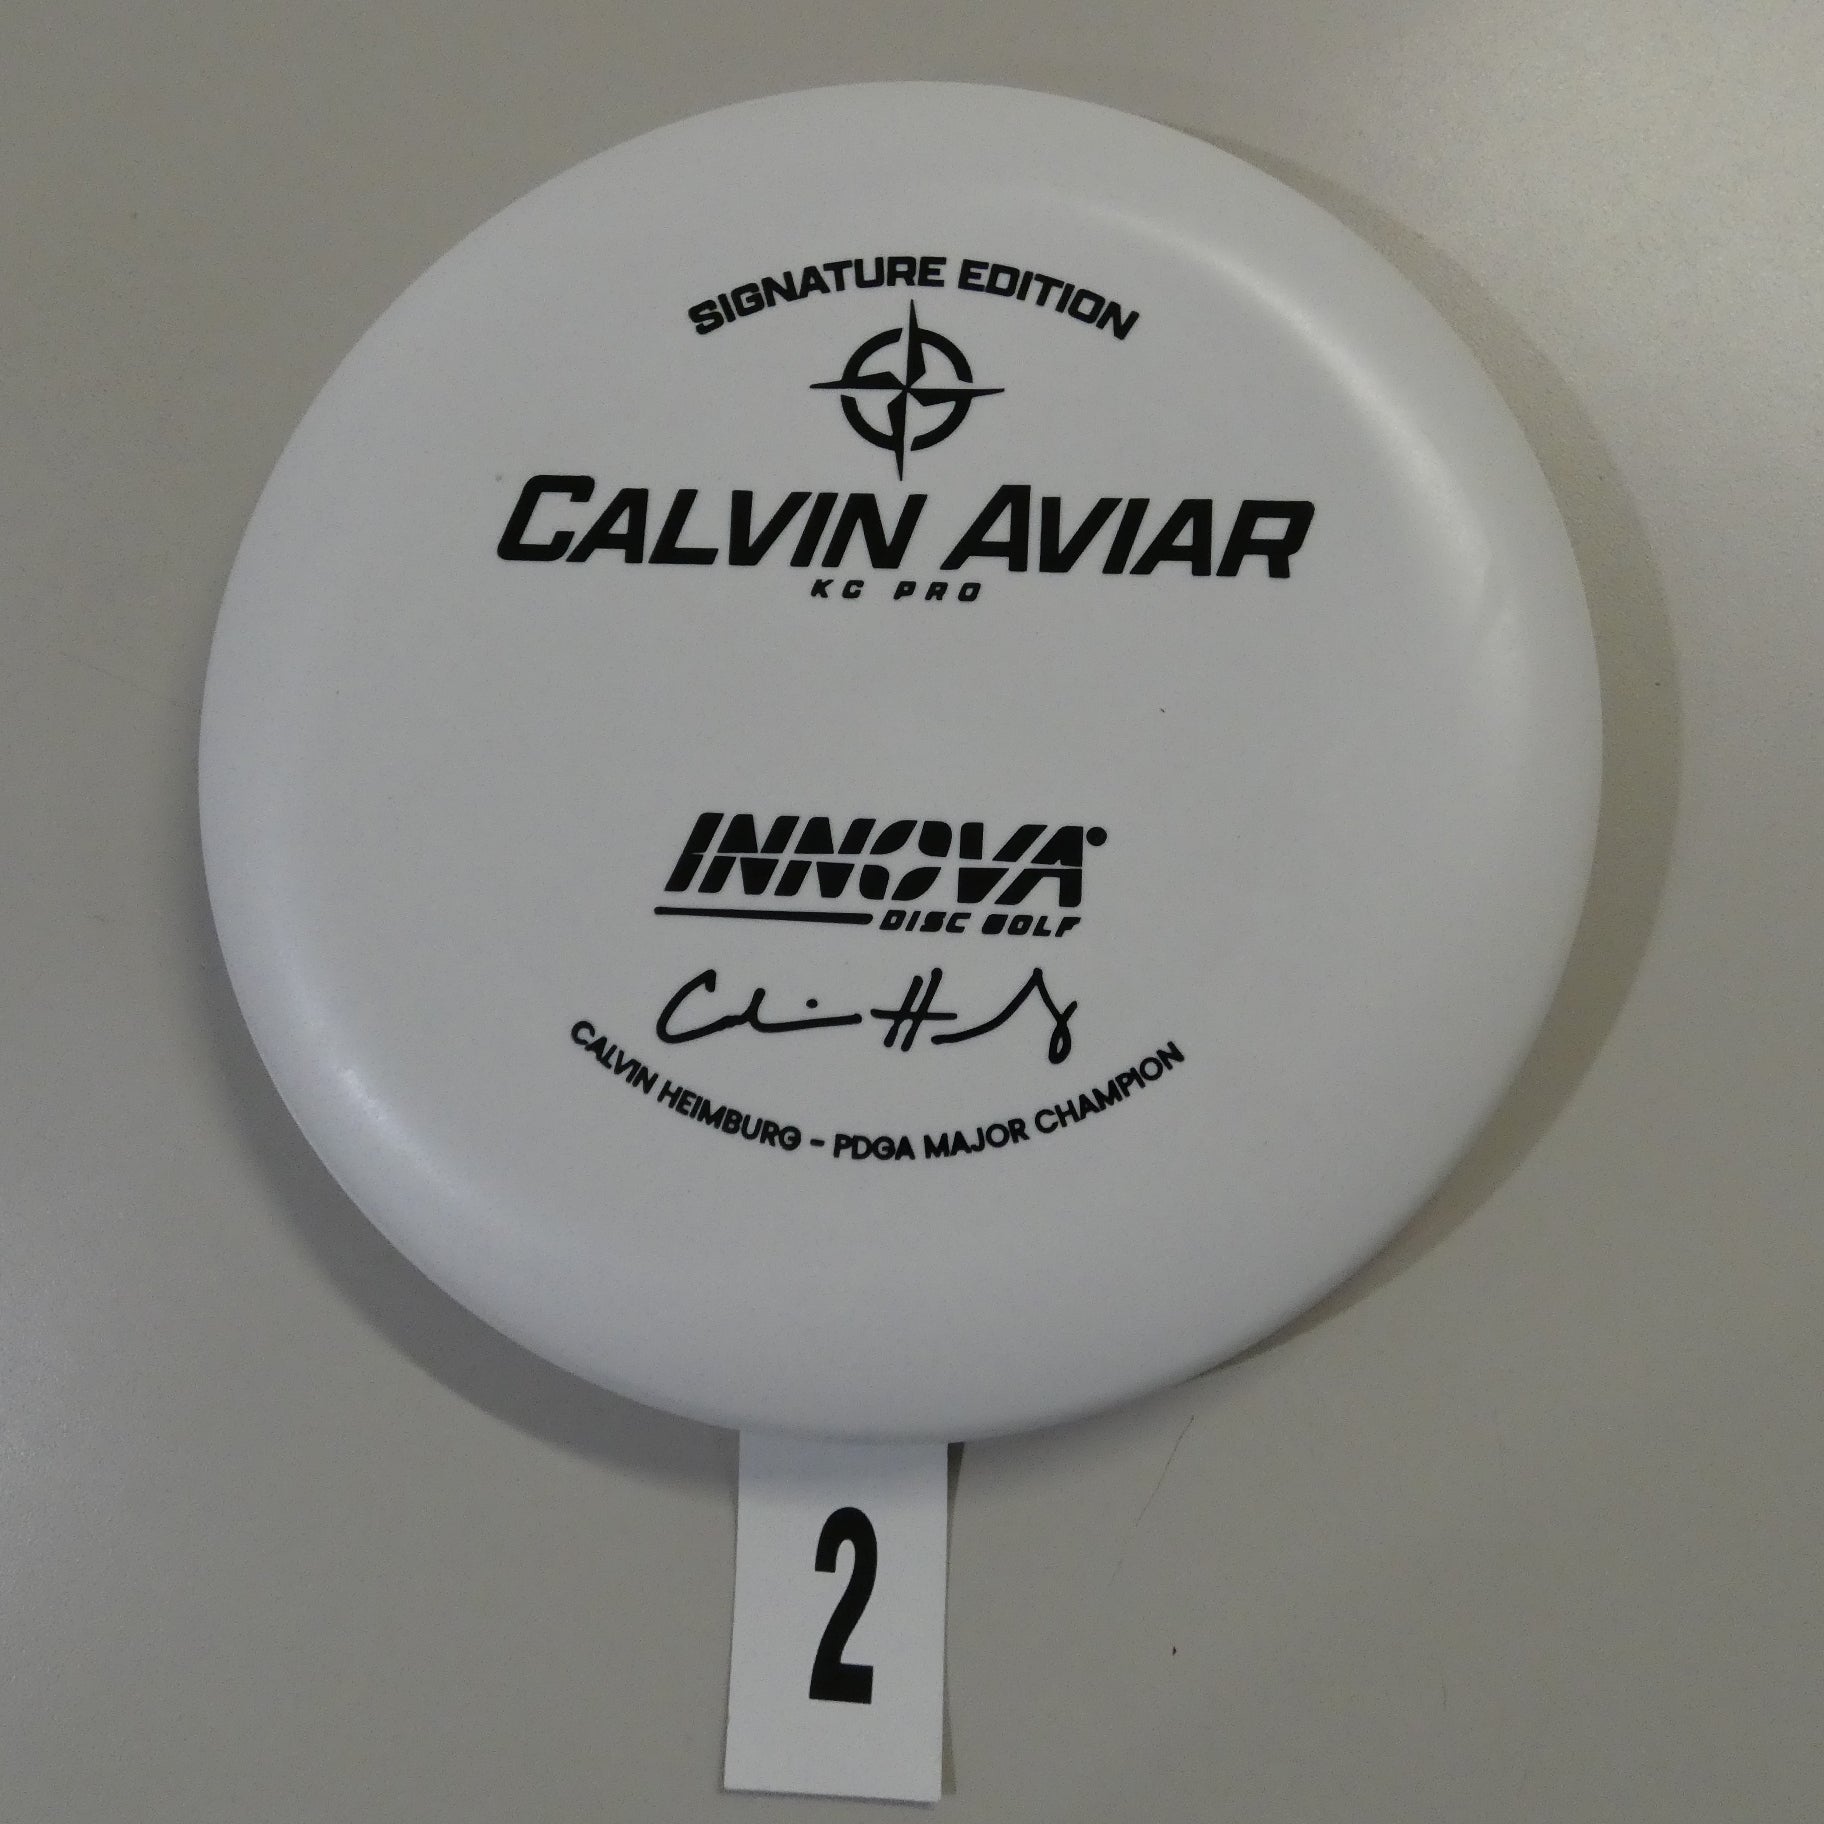 SIGNATURE EDITION
CALVIN AVIAR
KC PRO
INNOVA
DISC GOLF
CALVIN HEIMBURG - PDGA MAJOR CHAMPION
2